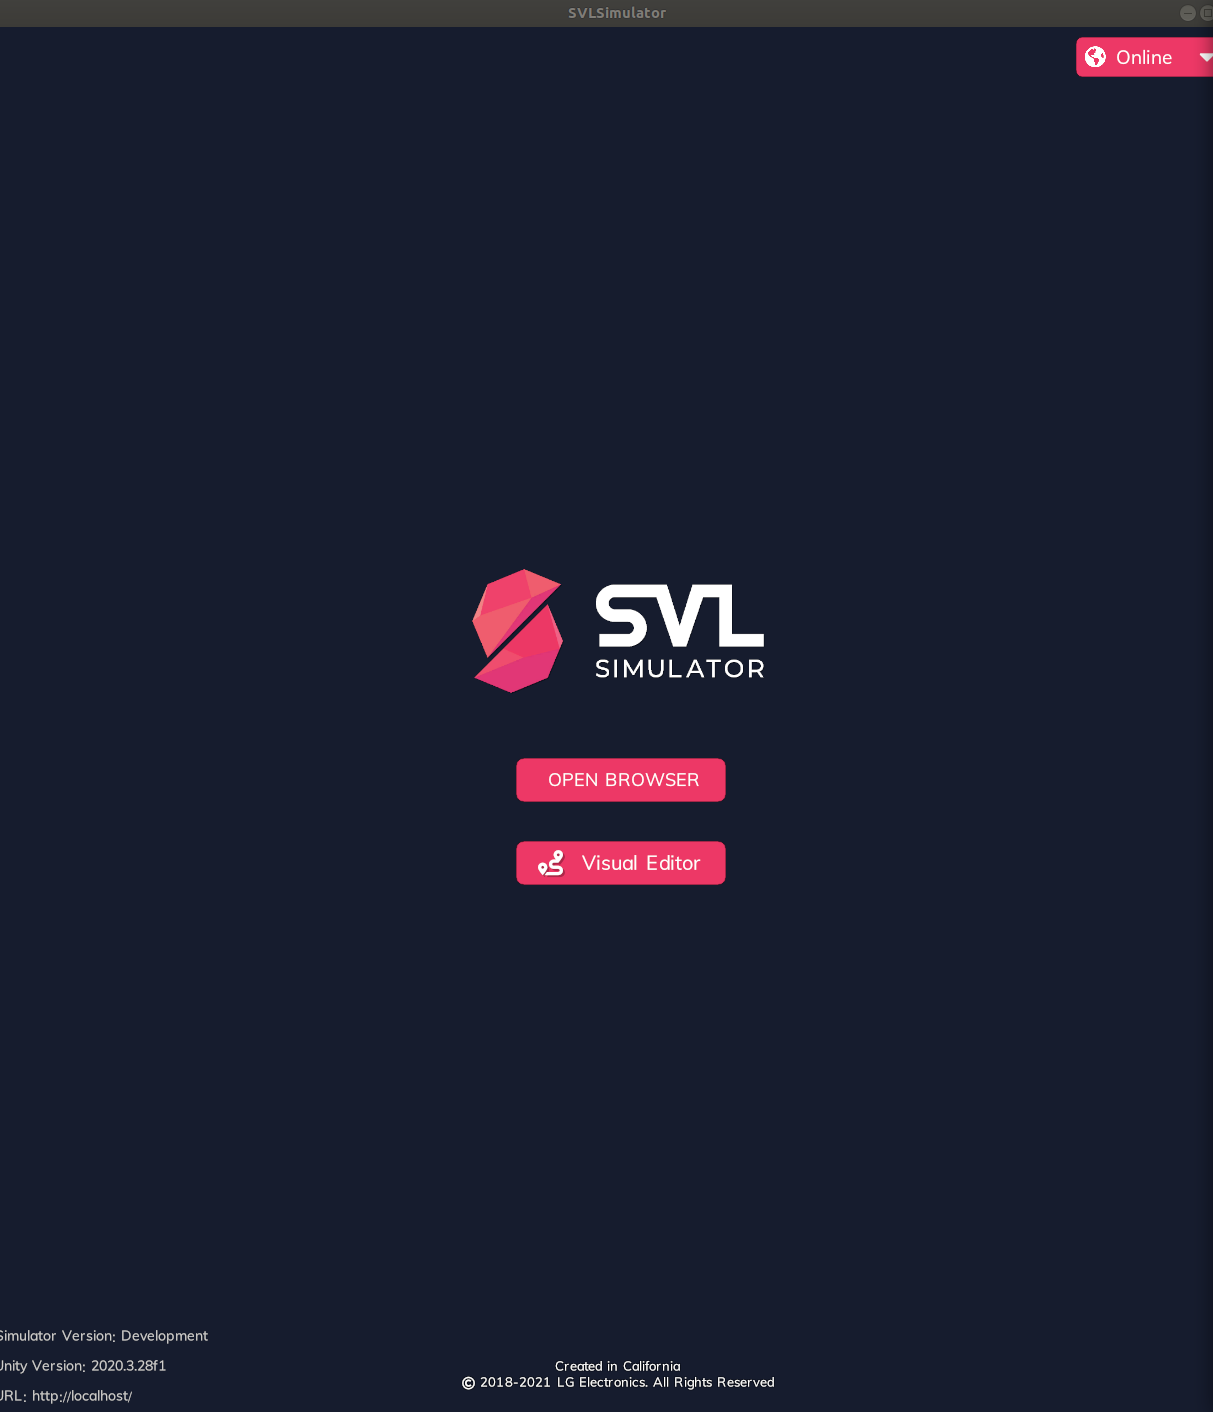 SVLSimulator
Online
SVL
SIMULATOR
OPEN BROWSER
Visual Editor
Simulator Version: Development
Unity Version: 2020.3.28f1
URL: http://localhost/
Created in California
© 2018-2021 LG Electronics. All Rights Reserved